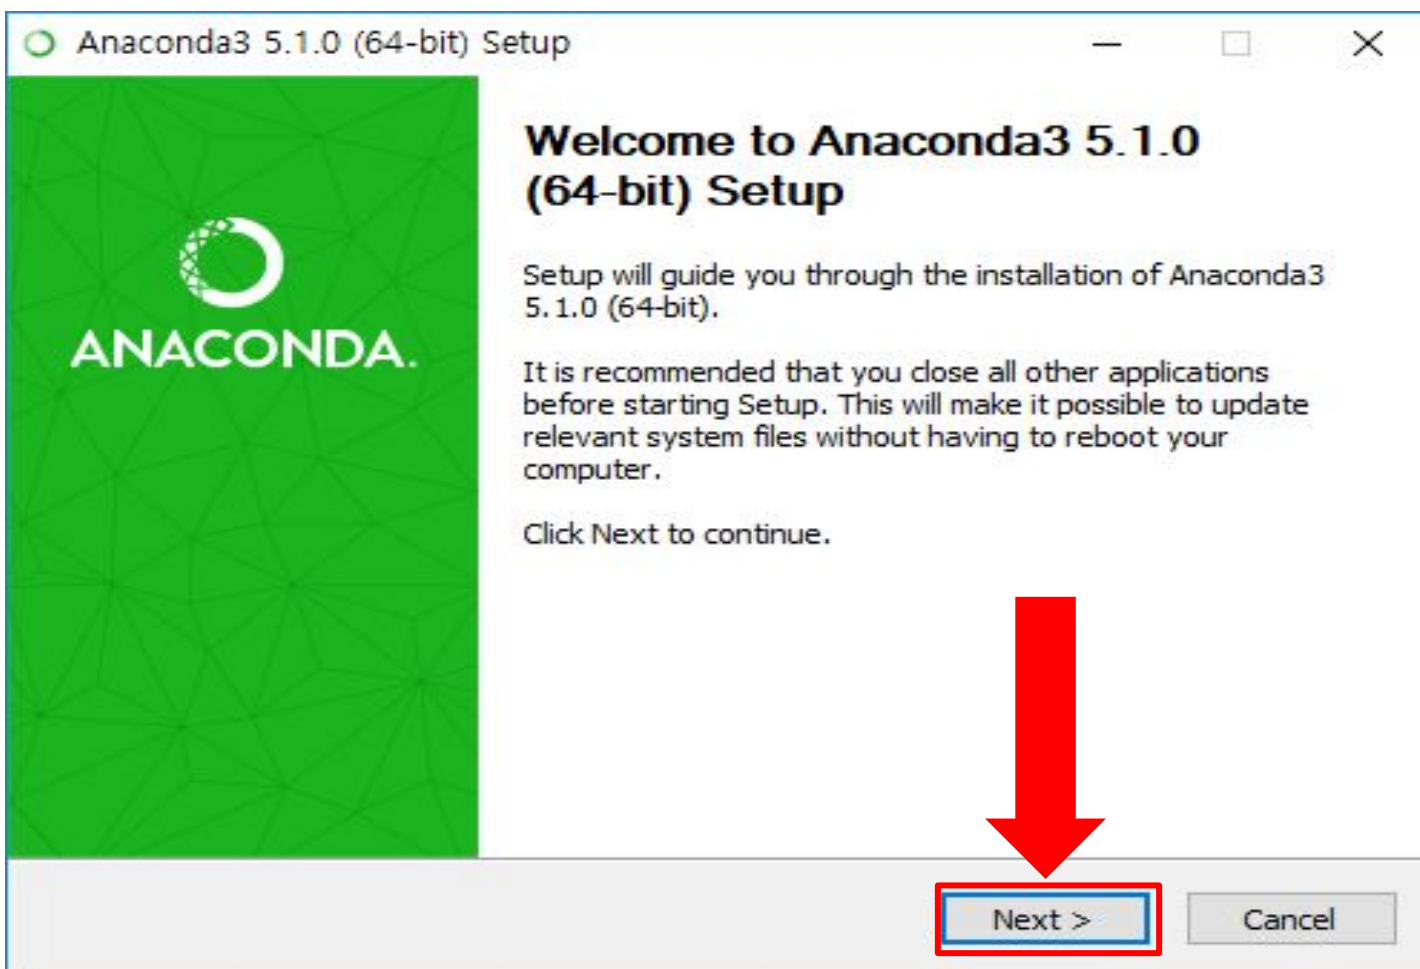 Anaconda3 5.1.0 (64-bit) Setup
Welcome to Anaconda3 5.1.0
(64-bit) Setup
Setup will guide you through the installation of Anaconda3
5.1.0 (64-bit).
It is recommended that you close all other applications
before starting Setup. This will make it possible to update
relevant system files without having to reboot your
computer.
Click Next to continue.
ANACONDA.
Next >
Cancel